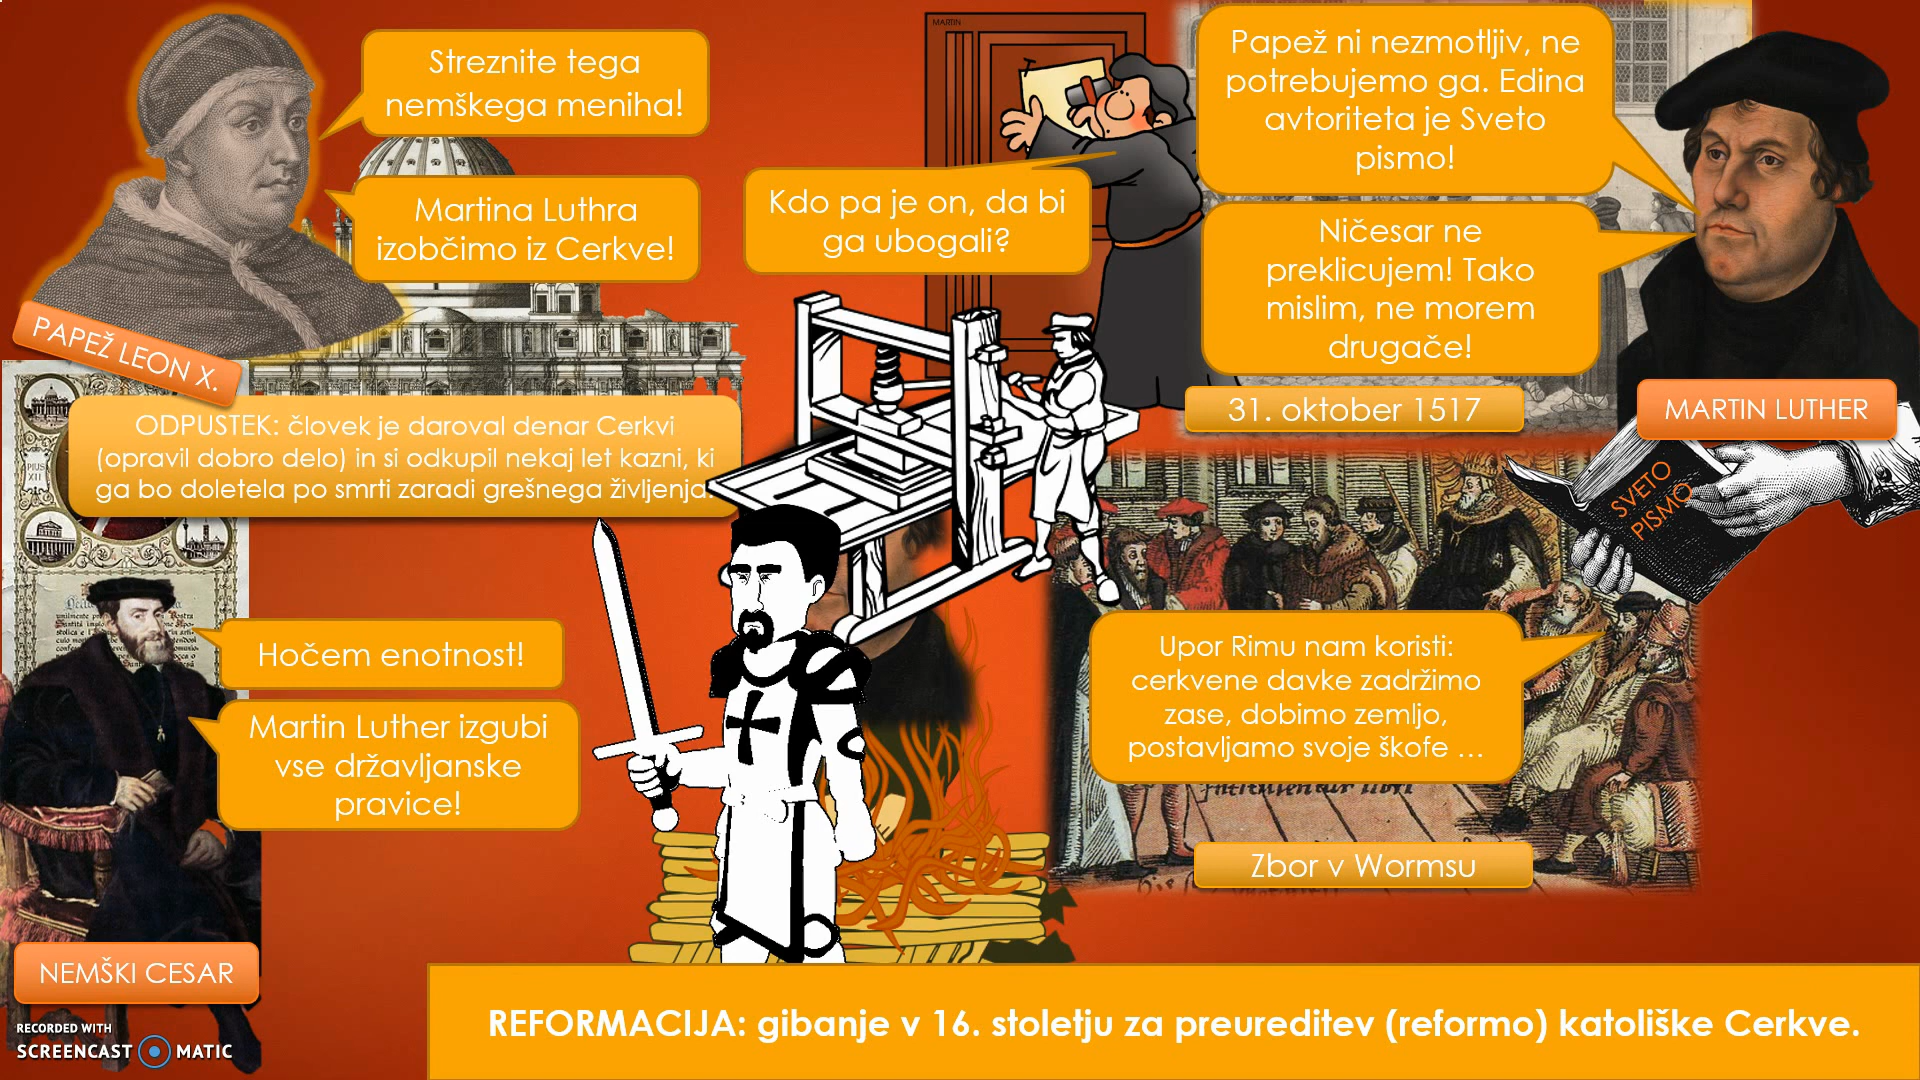 MARTIN
Streznite tega
nemškega meniha!
Martina Luthra
izobčimo iz Cerkve!
PAPEŽ LEON X.
Kdo pa je on, da bi
ga ubogali?
Papež ni nezmotljiv, ne
potrebujemo ga. Edina
avtoriteta je Sveto
pismo!
Ničesar ne
preklicujem! Tako
mislim, ne morem
drugače!
31. oktober 1517
MARTIN LUTHER
SVETO
PISMO
ODPUSTEK: človek je daroval denar Cerkvi
(opravil dobro delo) in si odkupil nekaj let kazni, ki
ga bo doletela po smrti zaradi grešnega življenja.
PIUS
XII
Hočem enotnost!
Martin Luther izgubi
vse državljanske
pravice!
NEMŠKI CESAR
Upor Rimu nam koristi:
cerkvene davke zadržimo
zase, dobimo zemljo,
postavljamo svoje škofe ...
Zbor v Wormsu
REFORMACIJA: gibanje v 16. stoletju za preureditev (reformo) katoliške Cerkve.
RECORDED WITH
SCREENCAST MATIC